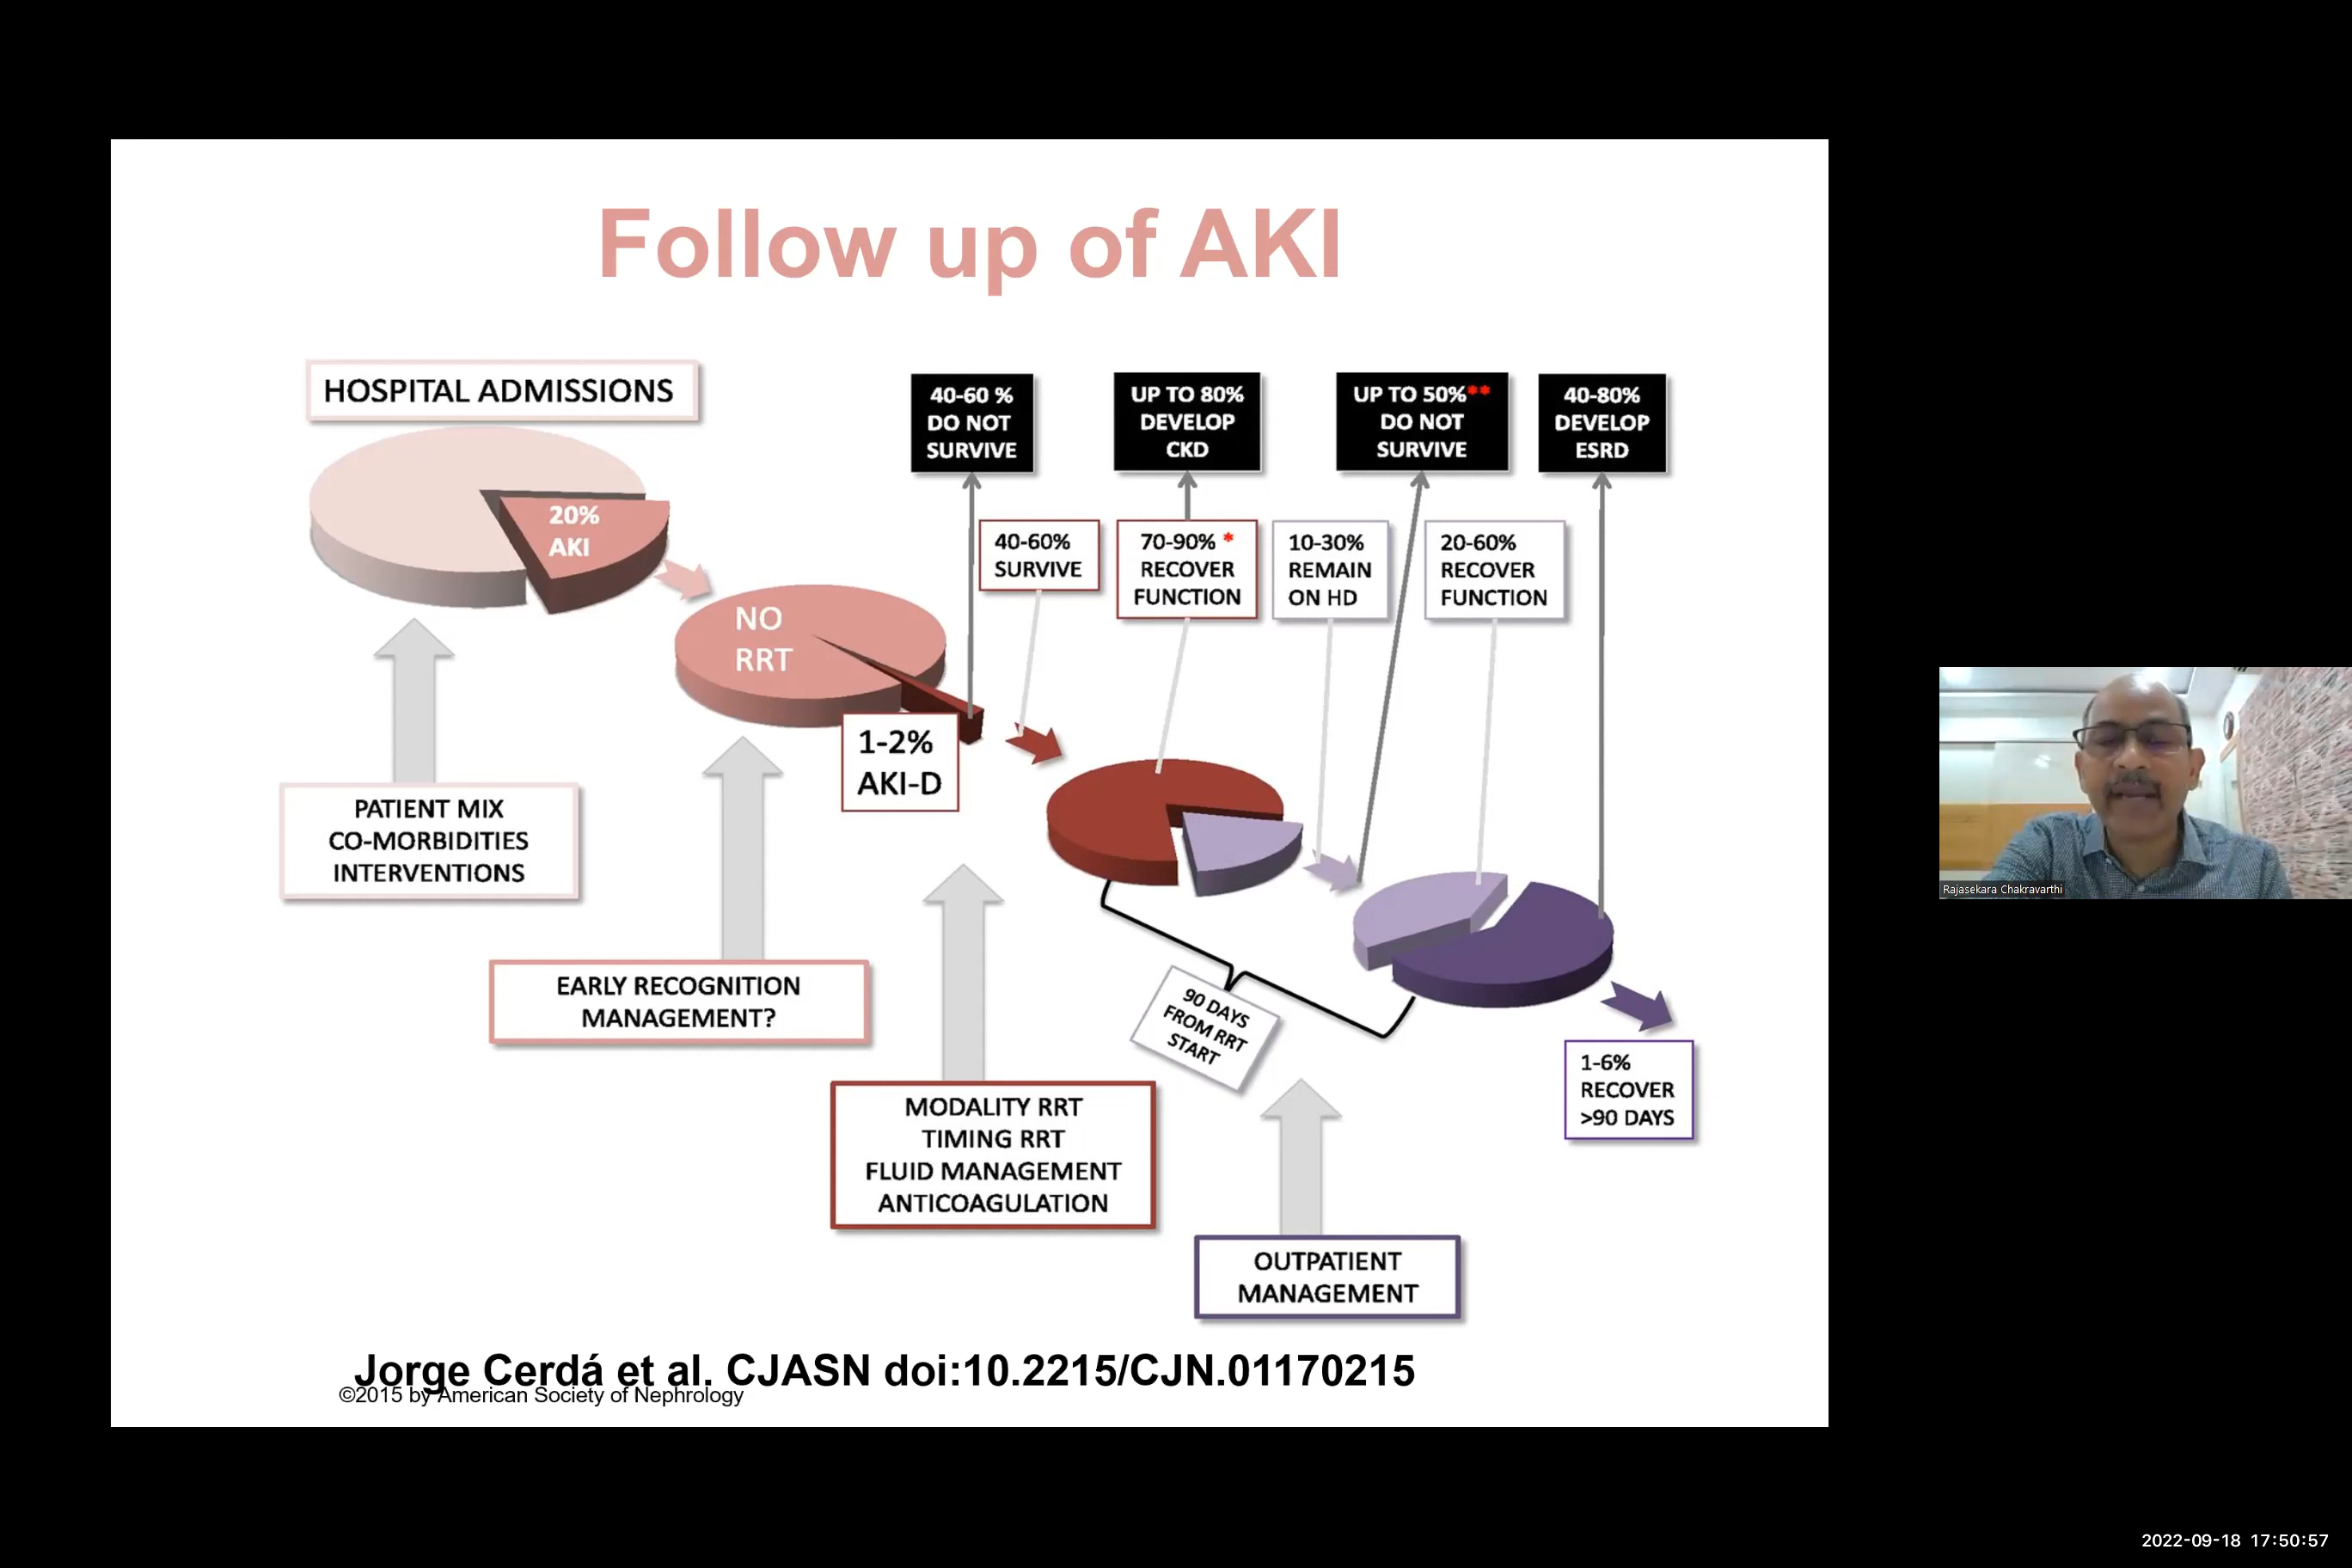 Follow up of AKI
HOSPITAL ADMISSIONS
20%
AKI
NO
RRT
1-2%
AKI-D
40-60 %
DO NOT
SURVIVE
UP TO 80%
DEVELOP
CKD
UP TO 50%**
DO NOT
SURVIVE
40-80%
DEVELOP
ESRD
40-60%
SURVIVE
70-90% *
RECOVER
FUNCTION
10-30%
REMAIN
ON HD
20-60%
RECOVER
FUNCTION
PATIENT MIX
CO-MORBIDITIES
INTERVENTIONS
EARLY RECOGNITION
MANAGEMENT?
MODALITY RRT
TIMING RRT
FLUID MANAGEMENT
ANTICOAGULATION
90 DAYS
FROM RRT
START
OUTPATIENT
MANAGEMENT
1-6%
RECOVER
>90 DAYS
Jorge Cerdá et al. CJASN doi:10.2215/CJN.01170215
©2015 by American Society of Nephrology
Rajasekara Chakravarthi
2022-09-18 17:50:57